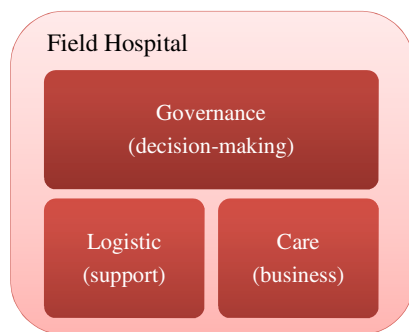 Field Hospital
Governance
(decision-making)
Logistic
(support)
Care
(business)